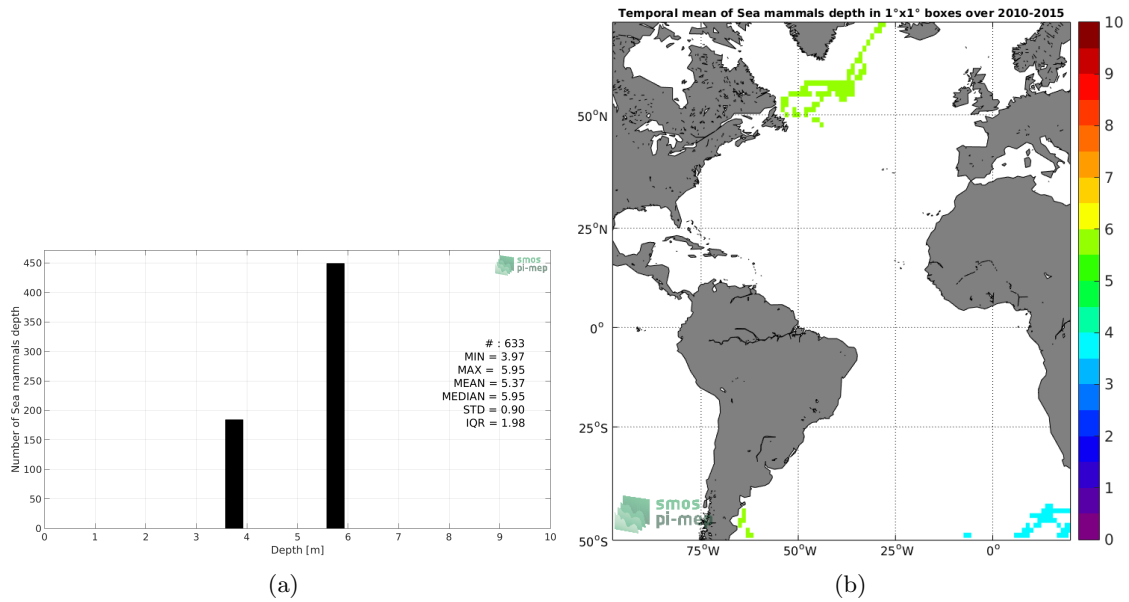 Temporal mean of Sea mammals depth in 1°x1° boxes over 2010-2015
smos
pi-mep
# : 633
MIN = 3.97
MAX = 5.95
MEAN = 5.37
MEDIAN = 5.95
STD = 0.90
IQR = 1.98
Number of Sea mammals depth
450
400
350
300
250
200
150
100
50
0
0 1 2 3 4 5 6 7 8 9 10
Depth [m]
(a)
50°N
25°N
0°
25°S
50°S
75°W 50°W 25°W 0°
smos
pi-mep
10
9
8
7
6
5
4
3
2
1
0
(b)